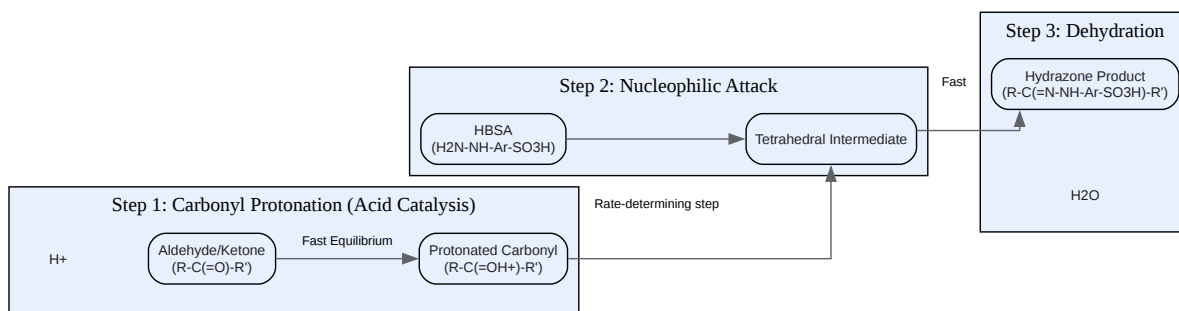 Step 1: Carbonyl Protonation (Acid Catalysis)
H+
Aldehyde/Ketone
(R-C(=O)-R')
Fast Equilibrium
Protonated Carbonyl
(R-C(=OH+)-R')
Rate-determining step
Step 2: Nucleophilic Attack
HBSA
(H2N-NH-Ar-SO3H)
Tetrahedral Intermediate
Fast
Step 3: Dehydration
Hydrazone Product
(R-C(=N-NH-Ar-SO3H)-R')
H2O